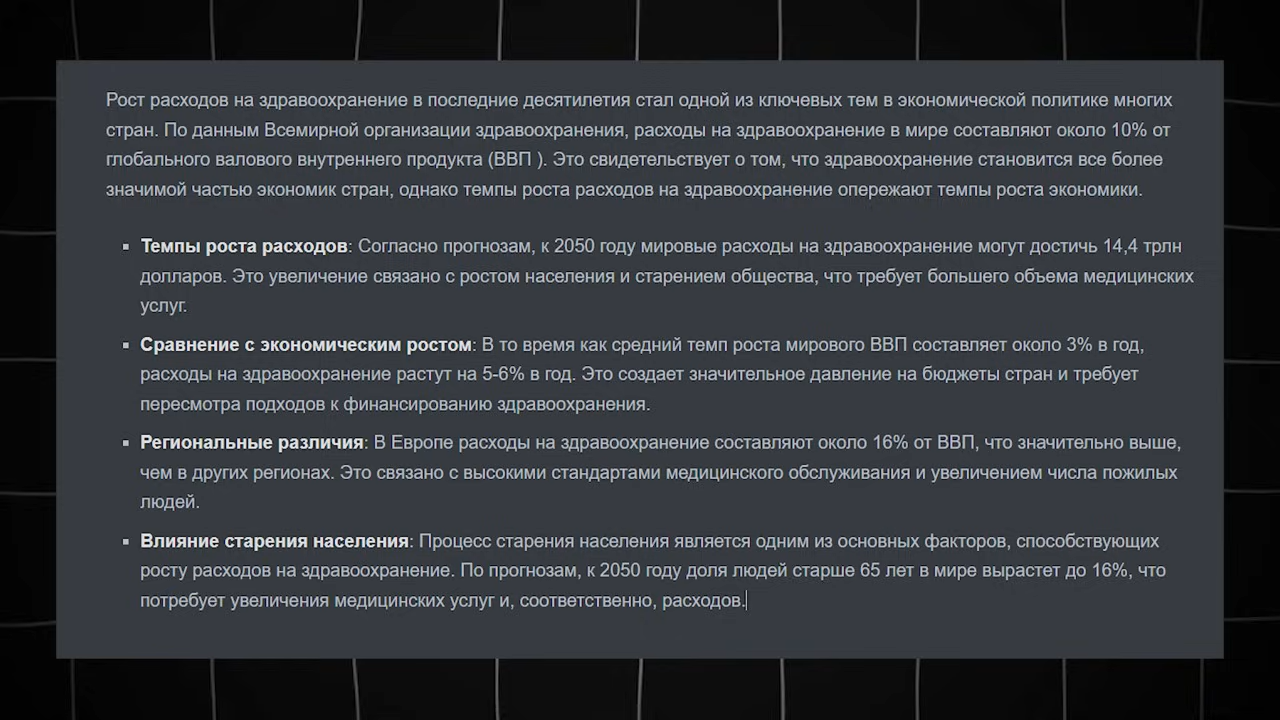 Рост расходов на здравоохранение в последние десятилетия стал одной из ключевых тем в экономической политике многих
стран. По данным Всемирной организации здравоохранения, расходы на здравоохранение в мире составляют около 10% от
глобального валового внутреннего продукта (ВВП ). Это свидетельствует о том, что здравоохранение становится все более
значимой частью экономик стран, однако темпы роста расходов на здравоохранение опережают темпы роста экономики.
▪ Темпы роста расходов: Согласно прогнозам, к 2050 году мировые расходы на здравоохранение могут достичь 14,4 трлн
долларов. Это увеличение связано с ростом населения и старением общества, что требует большего объема медицинских
услуг.
▪ Сравнение с экономическим ростом: В то время как средний темп роста мирового ВВП составляет около 3% в год,
расходы на здравоохранение растут на 5-6% в год. Это создает значительное давление на бюджеты стран и требует
пересмотра подходов к финансированию здравоохранения.
▪ Региональные различия: В Европе расходы на здравоохранение составляют около 16% от ВВП, что значительно выше,
чем в других регионах. Это связано с высокими стандартами медицинского обслуживания и увеличением числа пожилых
людей.
▪ Влияние старения населения: Процесс старения населения является одним из основных факторов, способствующих
росту расходов на здравоохранение. По прогнозам, к 2050 году доля людей старше 65 лет в мире вырастет до 16%, что
потребует увеличения медицинских услуг и, соответственно, расходов.